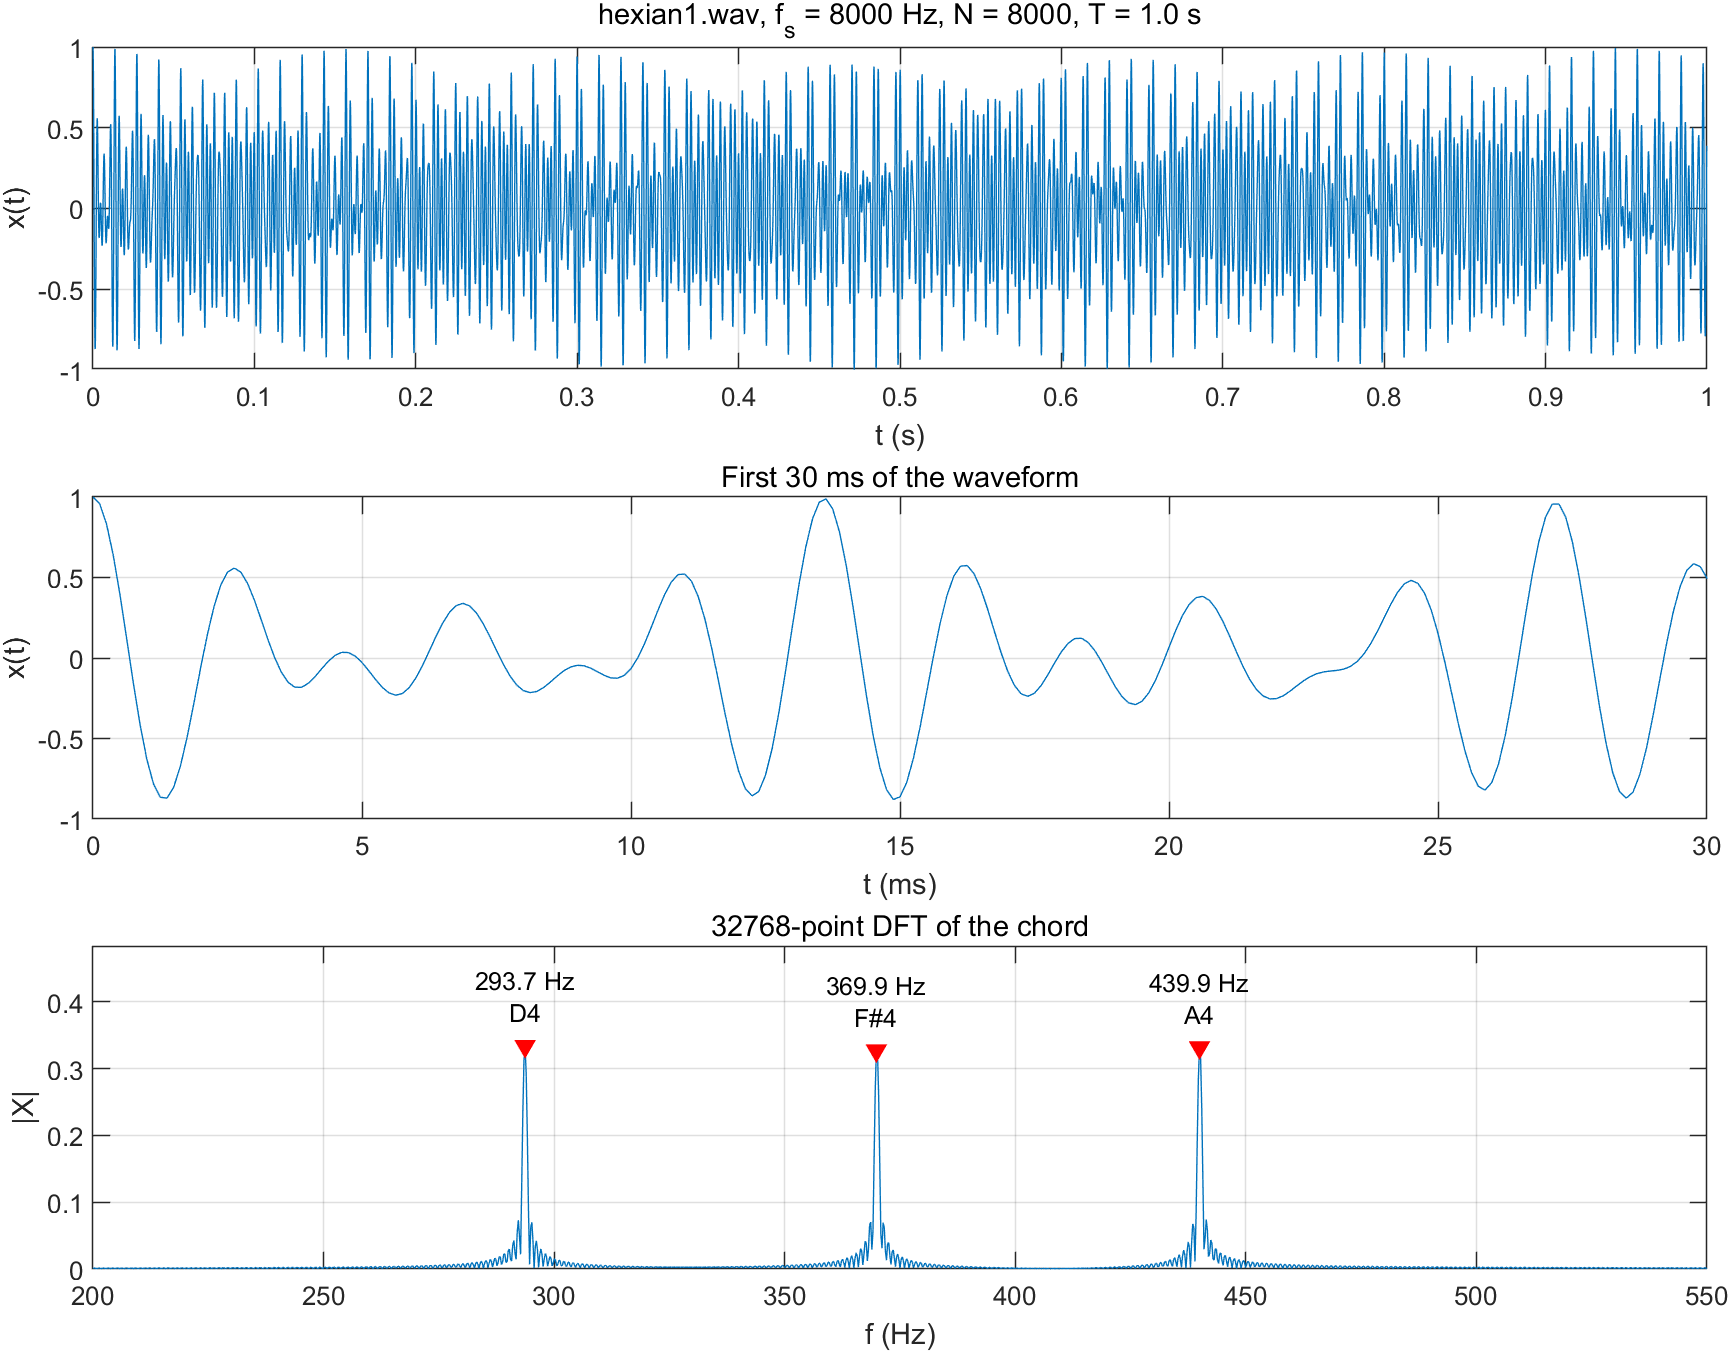 hexian1.wav, fs = 8000 Hz, N = 8000, T = 1.0 s
1
0.5
0
-0.5
-1
x(t)
0 0.1 0.2 0.3 0.4 0.5 0.6 0.7 0.8 0.9 1
t (s)
First 30 ms of the waveform
1
0.5
0
-0.5
-1
x(t)
0 5 10 15 20 25 30
t (ms)
32768-point DFT of the chord
293.7 Hz
D4
369.9 Hz
F#4
439.9 Hz
A4
0.4
0.3
0.2
0.1
0
|X|
200 250 300 350 400 450 500 550
f (Hz)